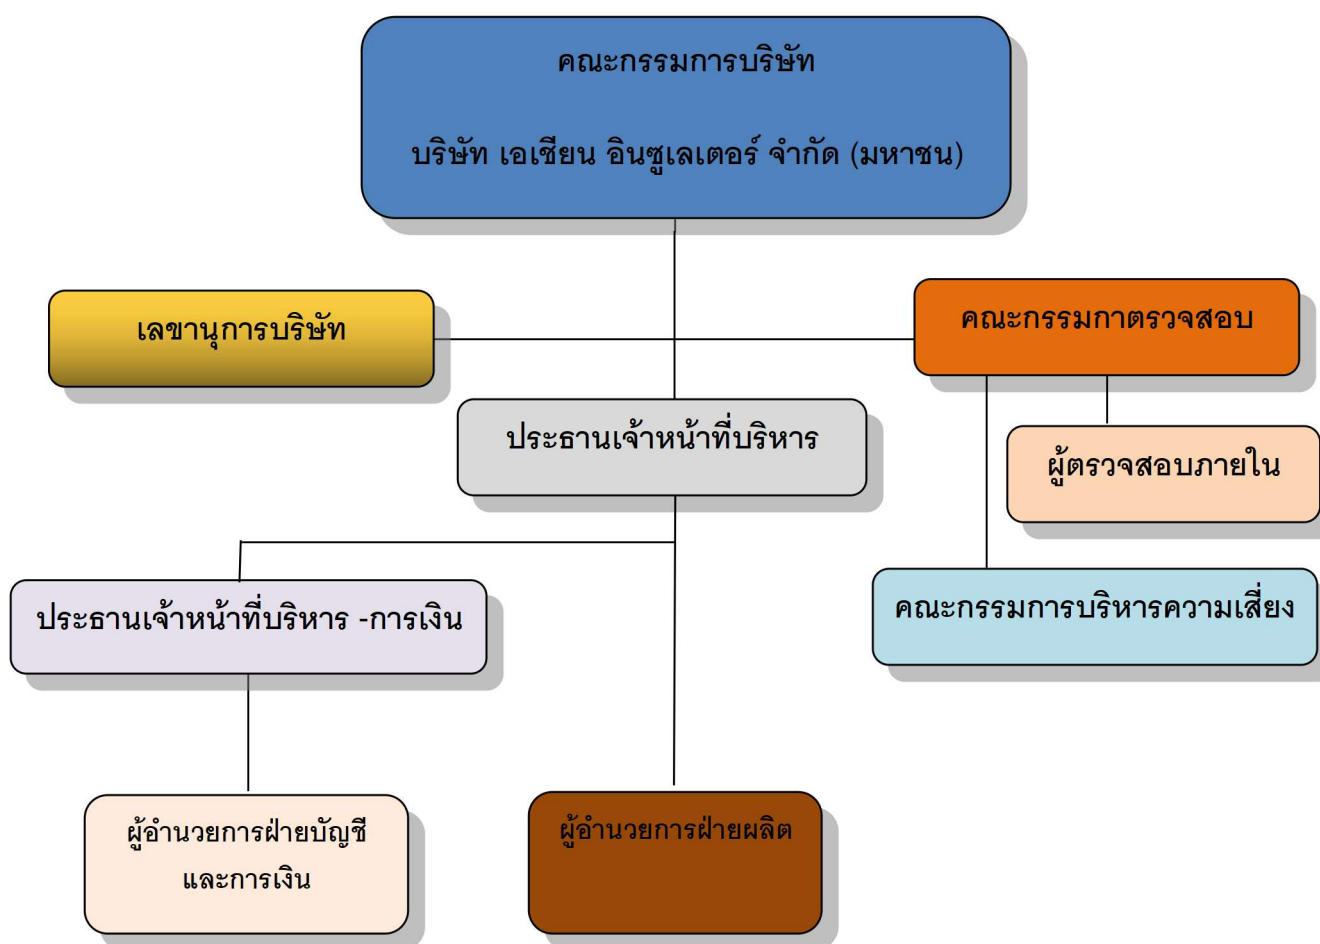 คณะกรรมการบริษัท
บริษัท เอเชียน อินซูเลเตอร์ จำกัด (มหาชน)
เลขานุการบริษัท
คณะกรรมกาตรวจสอบ
ประธานเจ้าหน้าที่บริหาร
ผู้ตรวจสอบภายใน
ประธานเจ้าหน้าที่บริหาร -การเงิน
คณะกรรมการบริหารความเสี่ยง
ผู้อำนวยการฝ่ายบัญชี
และการเงิน
ผู้อำนวยการฝ่ายผลิต